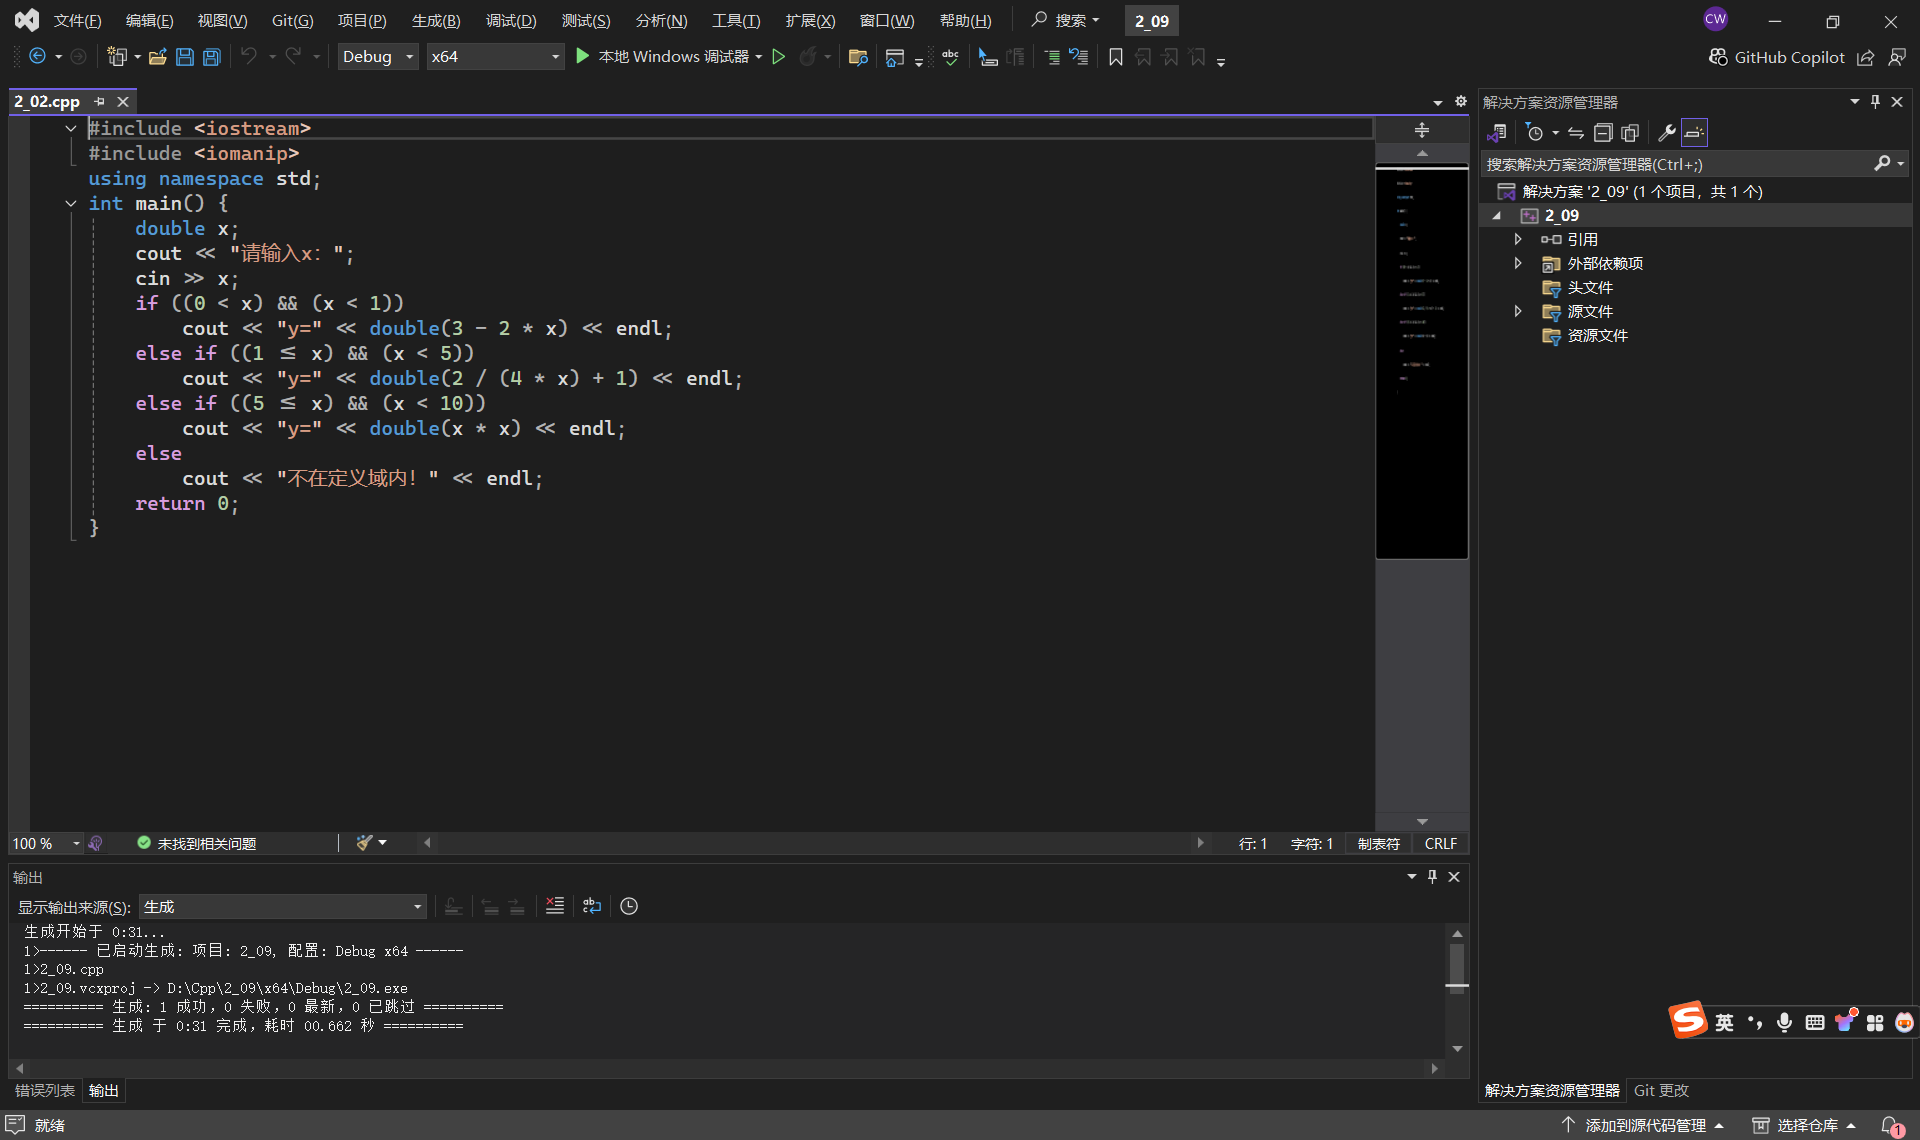 文件(F) 编辑(E) 视图(V) Git(G) 项目(P) 生成(B) 调试(D) 测试(S) 分析(N) 工具(T) 扩展(X) 窗口(W) 帮助(H) 搜索 2_09 CW
Debug x64 本地 Windows 调试器 GitHub Copilot
2_02.cpp
#include <iostream>
#include <iomanip>
using namespace std;
int main() {
double x;
cout << "请输入x: ";
cin >> x;
if ((0 < x) && (x < 1))
cout << "y=" << double(3 - 2 * x) << endl;
else if ((1 <= x) && (x < 5))
cout << "y=" << double(2 / (4 * x) + 1) << endl;
else if ((5 <= x) && (x < 10))
cout << "y=" << double(x * x) << endl;
else
cout << "不在定义域内! " << endl;
return 0;
}
100 % 未找到相关问题 行: 1 字符: 1 制表符 CRLF
输出
显示输出来源(S): 生成
生成开始于 0:31...
1>------ 已启动生成: 项目: 2_09, 配置: Debug x64 ------
1>2_09.cpp
1>2_09.vcxproj -> D:\Cpp\2_09\x64\Debug\2_09.exe
========== 生成: 1 成功，0 失败，0 最新，0 已跳过 ==========
========== 生成 于 0:31 完成，耗时 00.662 秒 ==========
错误列表 输出
解决方案资源管理器
搜索解决方案资源管理器(Ctrl+;)
解决方案 '2_09' (1 个项目，共 1 个)
2_09
引用
外部依赖项
头文件
源文件
资源文件
英
解决方案资源管理器 Git 更改
就绪 添加到源代码管理 选择仓库 1